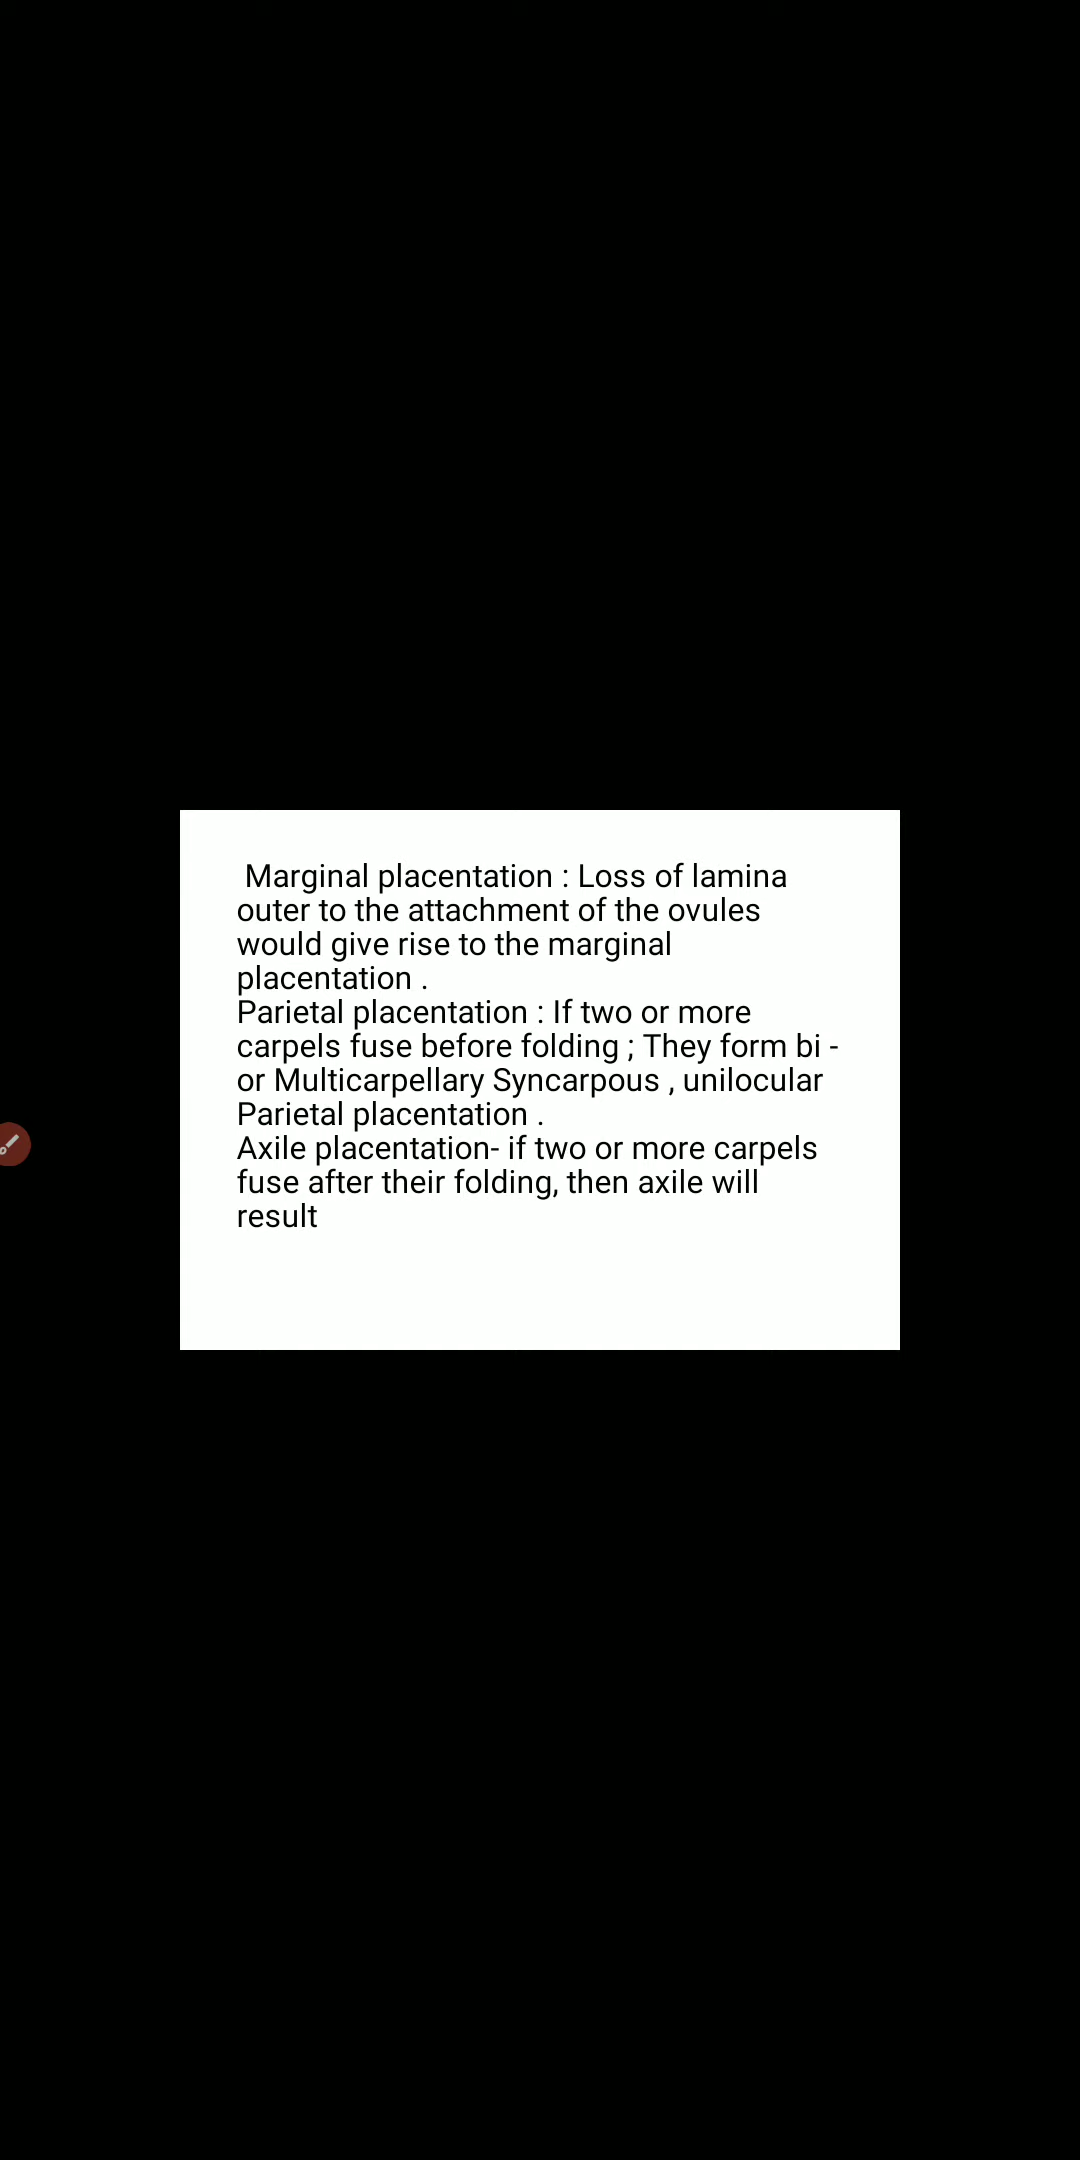 Marginal placentation : Loss of lamina
outer to the attachment of the ovules
would give rise to the marginal
placentation .
Parietal placentation : If two or more
carpels fuse before folding ; They form bi -
or Multicarpellary Syncarpous , unilocular
Parietal placentation .
Axile placentation- if two or more carpels
fuse after their folding, then axile will
result